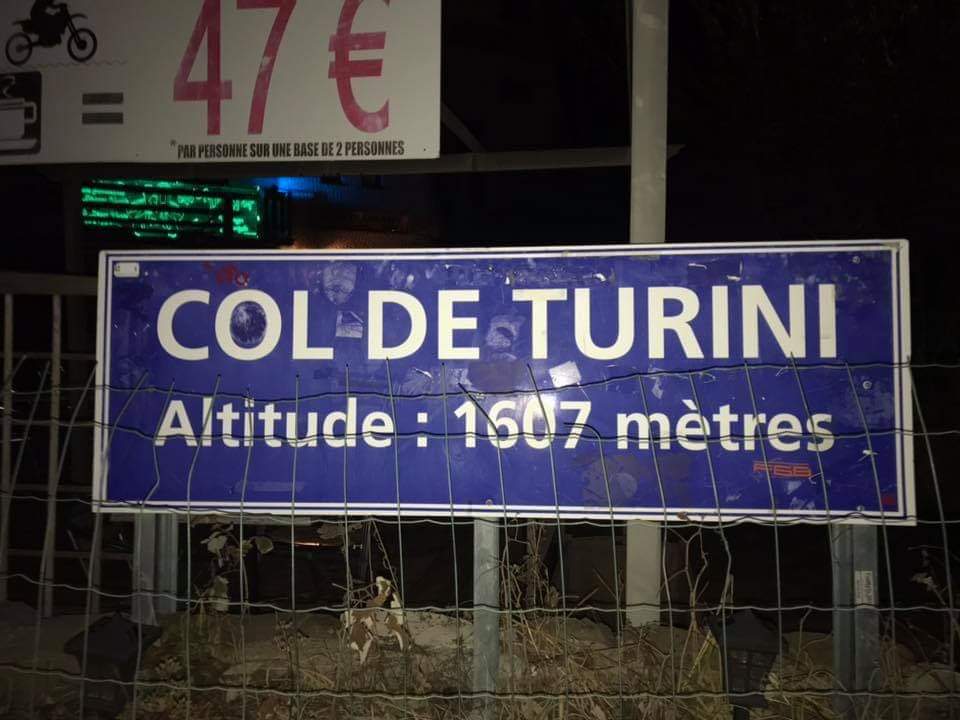 47 €
*PAR PERSONNE SUR UNE BASE DE 2 PERSONNES
COL DE TURINI
Altitude : 1607 mètres